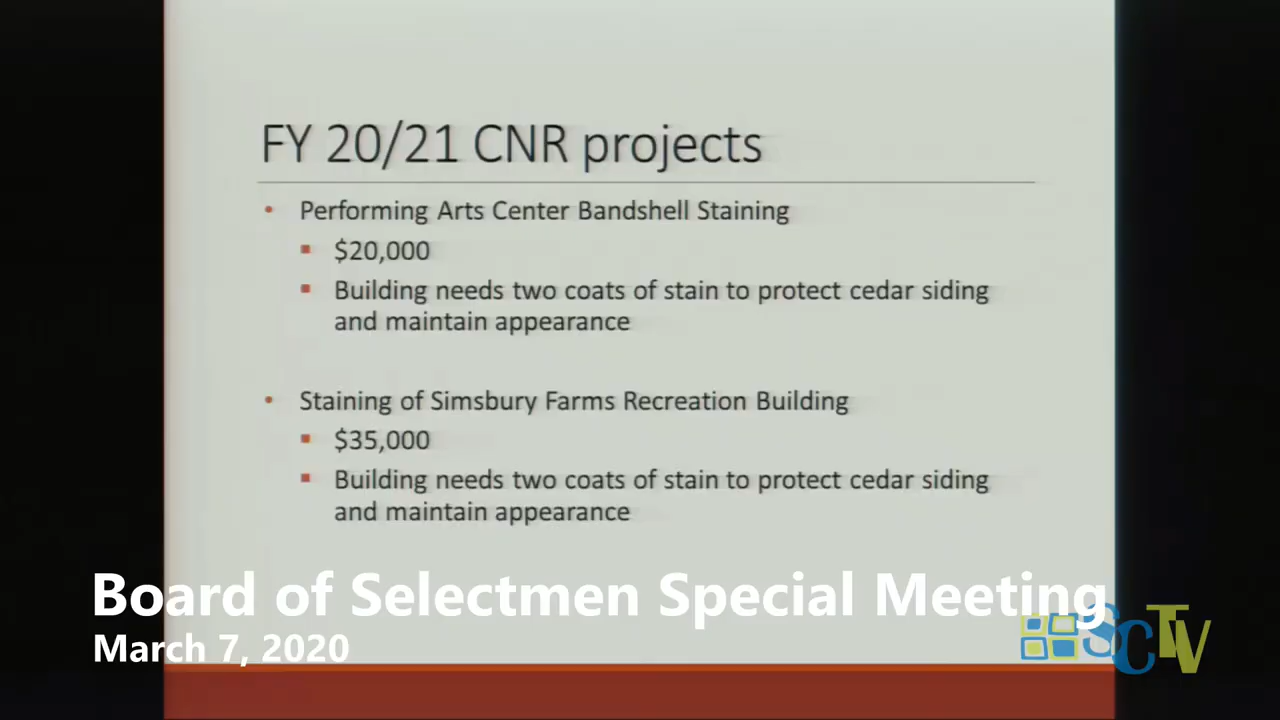 FY 20/21 CNR projects
• Performing Arts Center Bandshell Staining
▪ $20,000
▪ Building needs two coats of stain to protect cedar siding
and maintain appearance
• Staining of Simsbury Farms Recreation Building
▪ $35,000
▪ Building needs two coats of stain to protect cedar siding
and maintain appearance
Board of Selectmen Special Meeting
March 7, 2020
SCTV